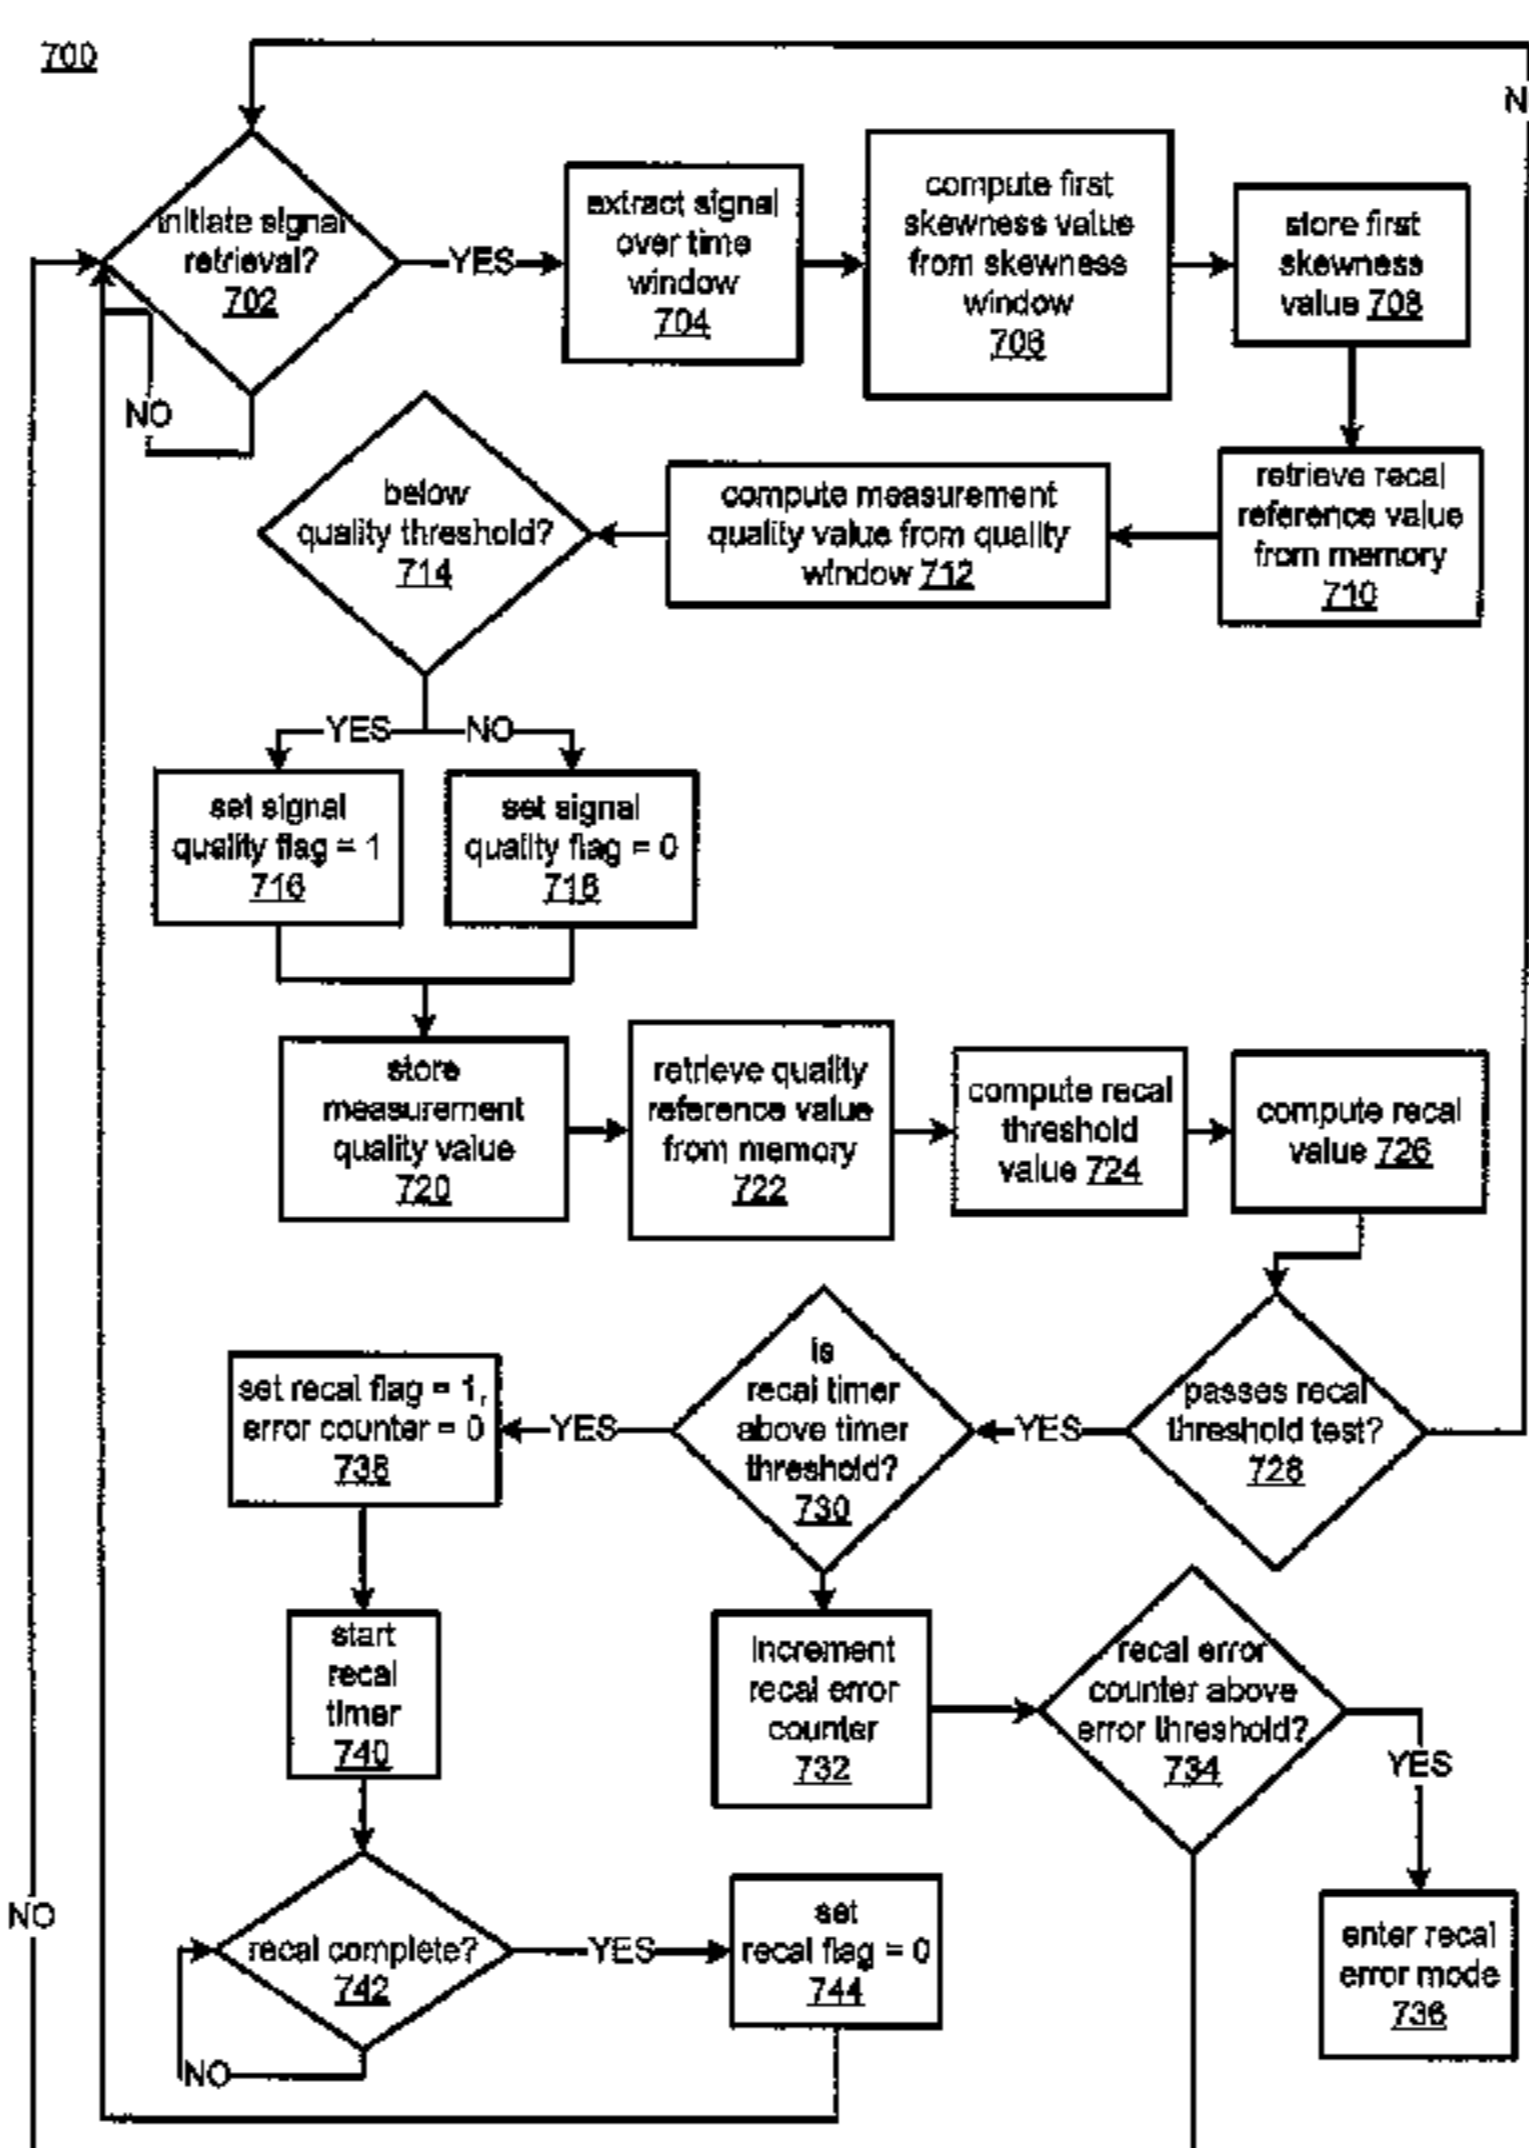 700
N
initiate signal
retrieval?
702
YES
NO
extract signal
over time
window
704
compute first
skewness value
from skewness
window
706
store first
skewness
value 708
retrieve recal
reference value
from memory
710
compute measurement
quality value from quality
window 712
below
quality threshold?
714
YES
NO
set signal
quality flag = 1
716
set signal
quality flag = 0
718
store
measurement
quality value
720
retrieve quality
reference value
from memory
722
compute recal
threshold
value 724
compute recal
value 726
passes recal
threshold test?
728
YES
is
recal timer
above timer
threshold?
730
YES
set recal flag = 1,
error counter = 0
738
start
recal
timer
740
increment
recal error
counter
732
recal error
counter above
error threshold?
734
YES
enter recal
error mode
736
recal complete?
742
YES
NO
set
recal flag = 0
744
NO